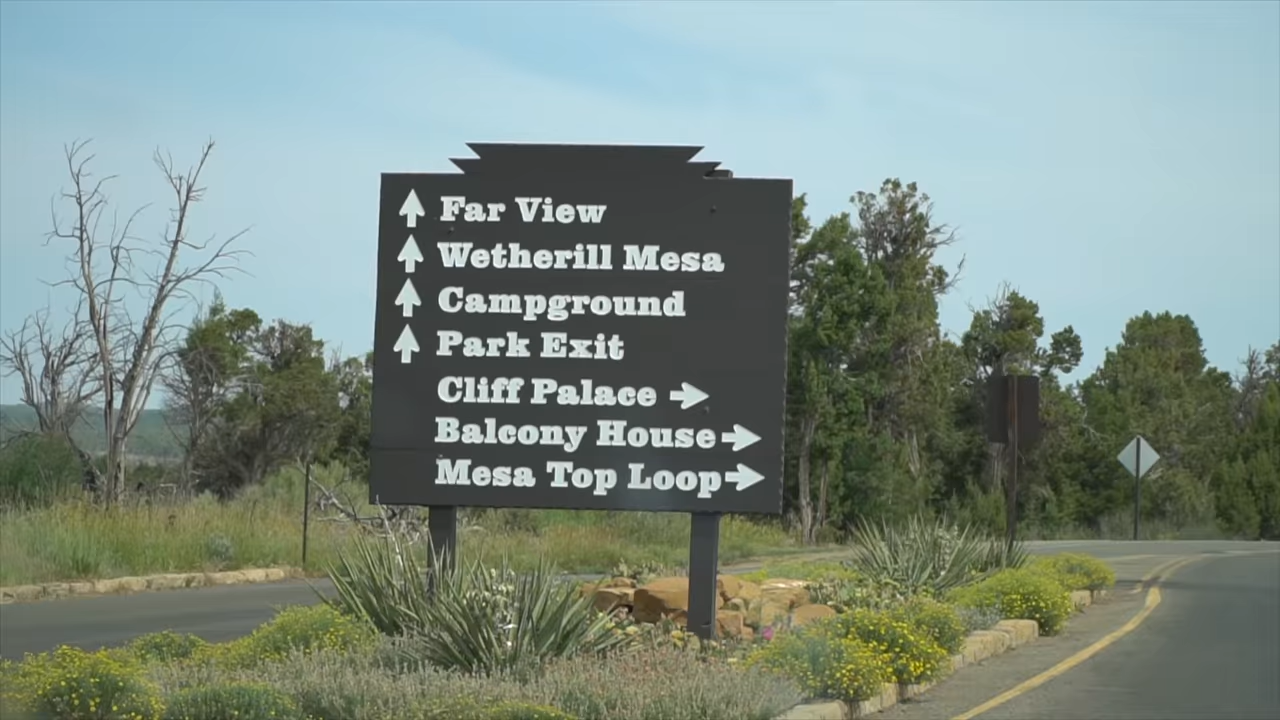 Far View
Wetherill Mesa
Campground
Park Exit
Cliff Palace
Balcony House
Mesa Top Loop